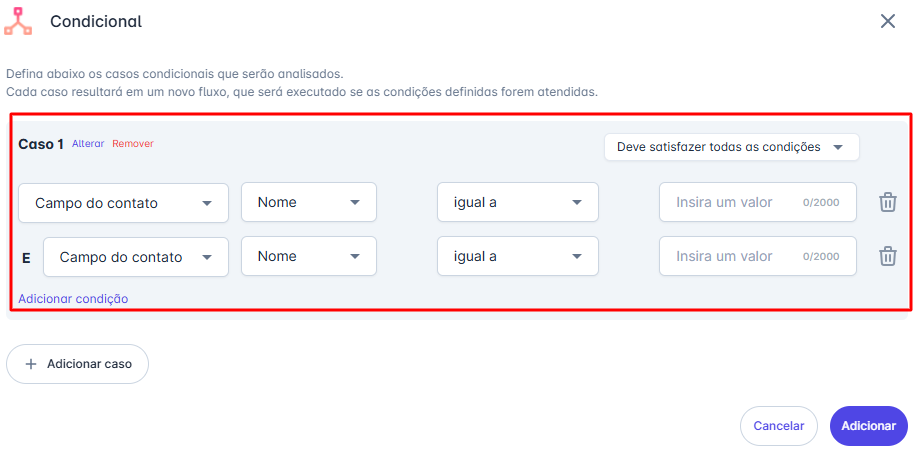 Condicional
Defina abaixo os casos condicionais que serão analisados.
Cada caso resultará em um novo fluxo, que será executado se as condições definidas forem atendidas.
Caso 1 Alterar Remover Deve satisfazer todas as condições
Campo do contato Nome igual a Insira um valor 0/2000
E Campo do contato Nome igual a Insira um valor 0/2000
Adicionar condição
+ Adicionar caso
Cancelar Adicionar